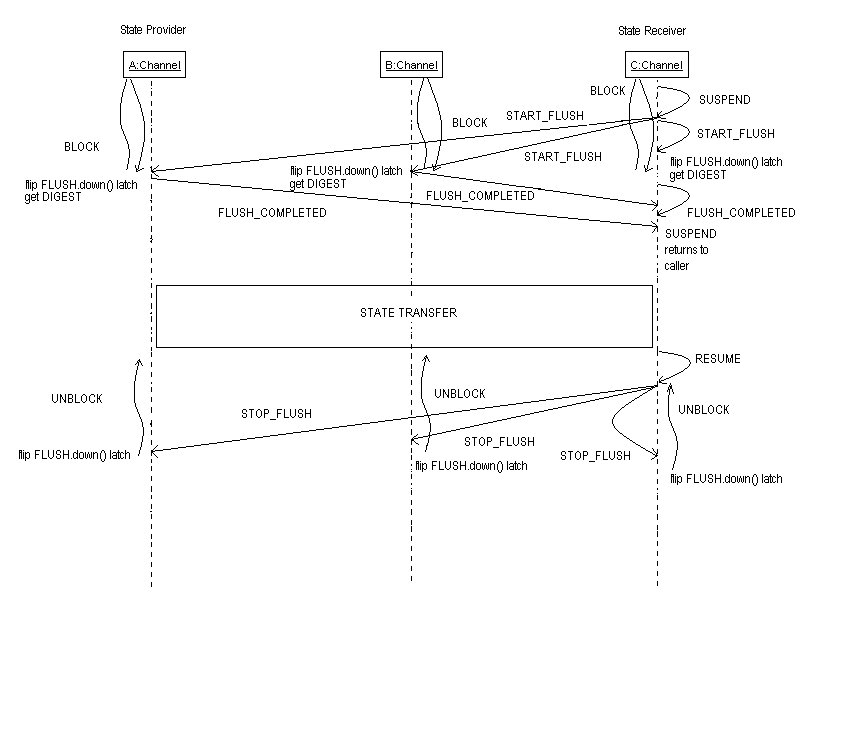 State Provider
State Receiver
A:Channel
B:Channel
C:Channel
BLOCK
SUSPEND
START_FLUSH
BLOCK
START_FLUSH
BLOCK
START_FLUSH
flip FLUSH.down() latch
get DIGEST
flip FLUSH.down() latch
get DIGEST
flip FLUSH.down() latch
get DIGEST
FLUSH_COMPLETED
FLUSH_COMPLETED
FLUSH_COMPLETED
SUSPEND
returns to
caller
STATE TRANSFER
RESUME
UNBLOCK
UNBLOCK
UNBLOCK
STOP_FLUSH
STOP_FLUSH
STOP_FLUSH
flip FLUSH.down() latch
flip FLUSH.down() latch
flip FLUSH.down() latch